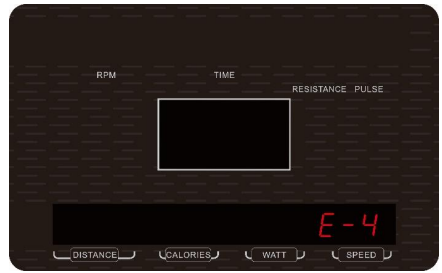 RPM TIME
RESISTANCE PULSE
E-4
DISTANCE CALORIES WATT SPEED